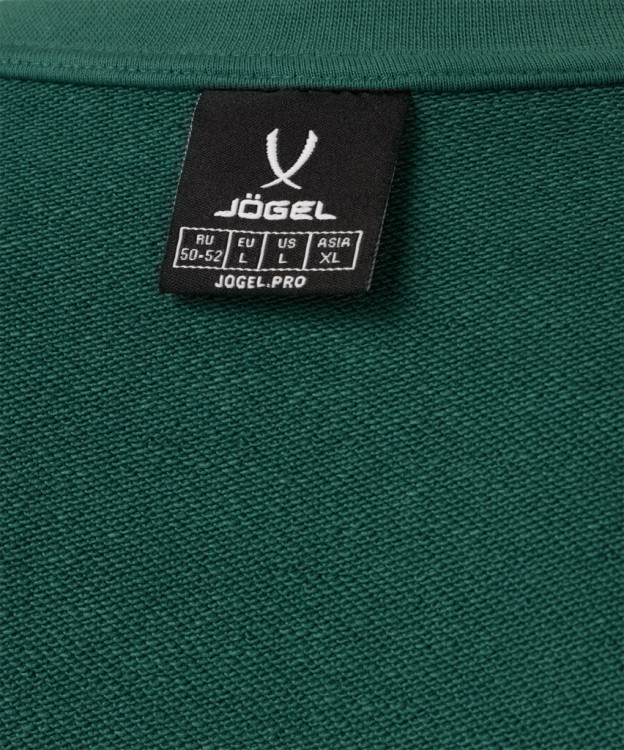 JÖGEL
RU EU US ASIA
50-52 L L XL
JOGEL.PRO